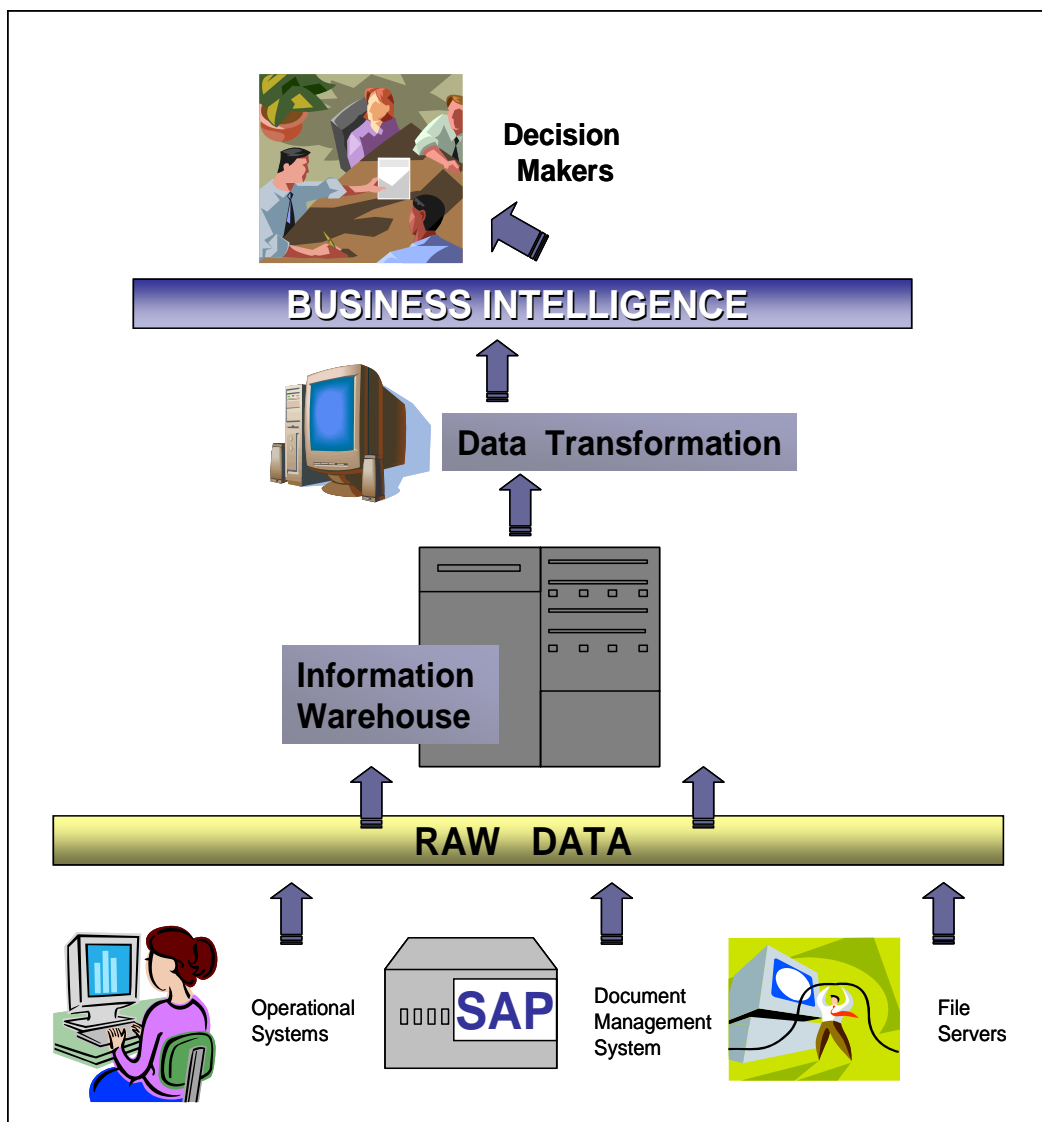 Decision
Makers
BUSINESS INTELLIGENCE
Data Transformation
Information
Warehouse
RAW DATA
Operational
Systems
SAP
Document
Management
System
File
Servers